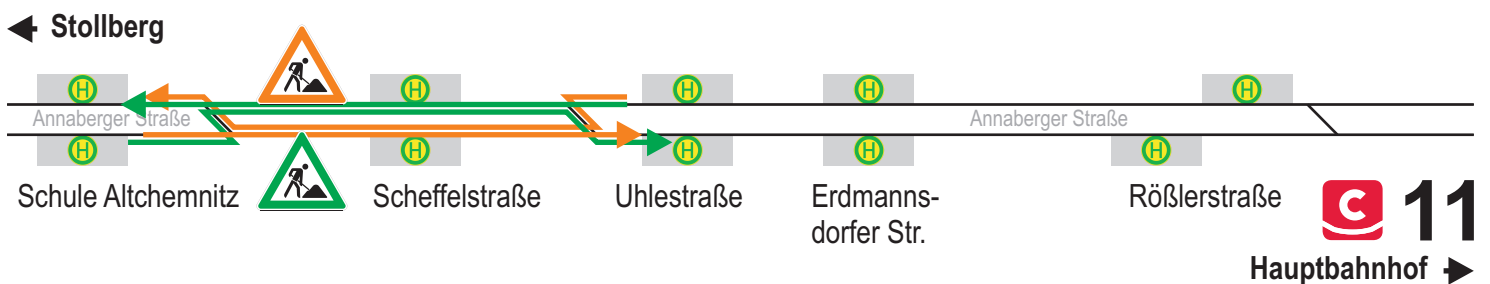 Stollberg
H
H
H
H
H
Annaberger Straße
Annaberger Straße
H
H
H
H
H
Schule Altchemnitz
Scheffelstraße
Uhlestraße
Erdmanns-
dorfer Str.
Rößlerstraße
C 11
Hauptbahnhof